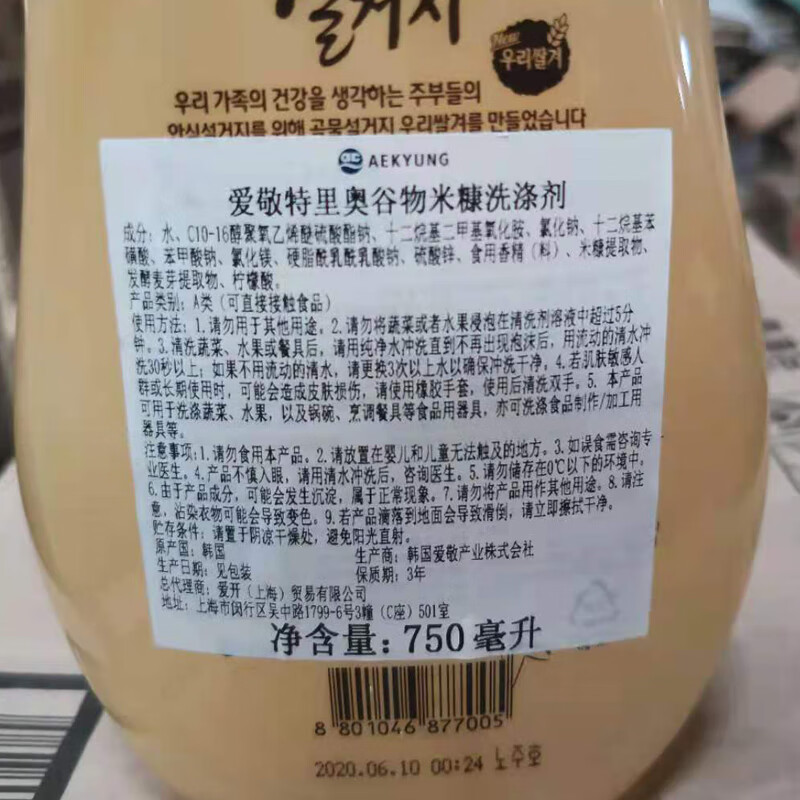 설거지
New
우리쌀겨
우리 가족의 건강을 생각하는 주부들의
안심설거지를 위해 곡물설거지 우리쌀겨를 만들었습니다
AEKYUNG
爱敬特里奥谷物米糠洗涤剂
成分：水、C10-16醇聚氧乙烯醚硫酸酯钠、十二烷基二甲基氧化胺、氯化钠、十二烷基苯
磺酸、苯甲酸钠、氯化镁、硬脂酰乳酰乳酸钠、硫酸锌、食用香精（料）、米糠提取物、
发酵麦芽提取物、柠檬酸。
产品类别：A类（可直接接触食品）
使用方法：1.请勿用于其他用途。2.请勿将蔬菜或者水果浸泡在清洗剂溶液中超过5分
钟。3.清洗蔬菜、水果或餐具后，请用纯净水冲洗直到不再出现泡沫后，用流动的清水冲
洗30秒以上；如果不用流动的清水，请更换3次以上水以确保冲洗干净。4.若肌肤敏感人
群或长期使用时，可能会造成皮肤损伤，请使用橡胶手套，使用后清洗双手。5.本产品
可用于洗涤蔬菜、水果，以及锅碗、烹调餐具等食品用器具，亦可洗涤食品制作/加工用
器具等。
注意事项:1.请勿食用本产品。2.请放置在婴儿和儿童无法触及的地方。3.如误食需咨询专
业医生。4.产品不慎入眼，请用清水冲洗后，咨询医生。5.请勿储存在0℃以下的环境中。
6.由于产品成分，可能会发生沉淀，属于正常现象。7.请勿将产品用作其他用途。8.请注
意，沾染衣物可能会导致变色。9.若产品滴落到地面会导致滑倒，请立即擦拭干净。
贮存条件：请置于阴凉干燥处，避免阳光直射。
原产国：韩国 生产商：韩国爱敬产业株式会社
生产日期：见包装 保质期：3年
总代理商：爱开（上海）贸易有限公司
地址：上海市闵行区吴中路1799-6号3幢（C座）501室
净含量：750毫升
8 801046 877005
2020.06.10 00:24 노주호